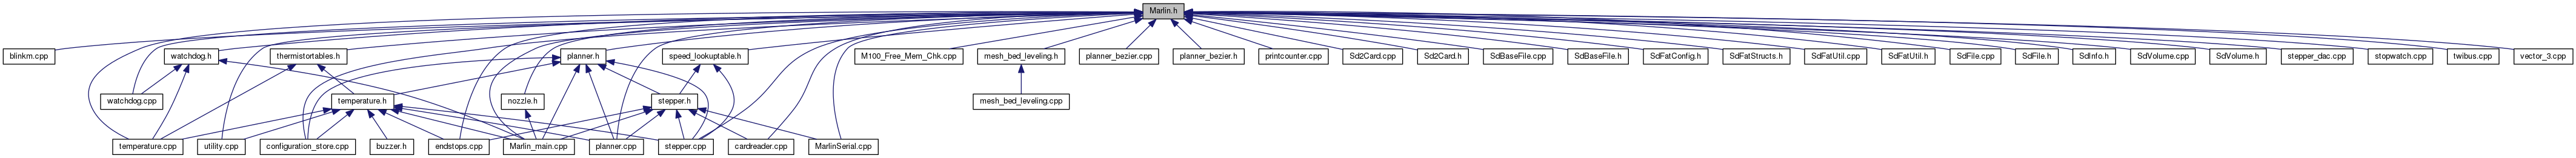 Marlin.h
blinkm.cpp
watchdog.h
thermistortables.h
planner.h
speed_lookuptable.h
M100_Free_Mem_Chk.cpp
mesh_bed_leveling.h
planner_bezier.cpp
planner_bezier.h
printcounter.cpp
Sd2Card.cpp
Sd2Card.h
SdBaseFile.cpp
SdBaseFile.h
SdFatConfig.h
SdFatStructs.h
SdFatUtil.cpp
SdFatUtil.h
SdFile.cpp
SdFile.h
SdInfo.h
SdVolume.cpp
SdVolume.h
stepper_dac.cpp
stopwatch.cpp
twibus.cpp
vector_3.cpp
watchdog.cpp
temperature.h
nozzle.h
stepper.h
mesh_bed_leveling.cpp
temperature.cpp
utility.cpp
configuration_store.cpp
buzzer.h
endstops.cpp
Marlin_main.cpp
planner.cpp
stepper.cpp
cardreader.cpp
MarlinSerial.cpp